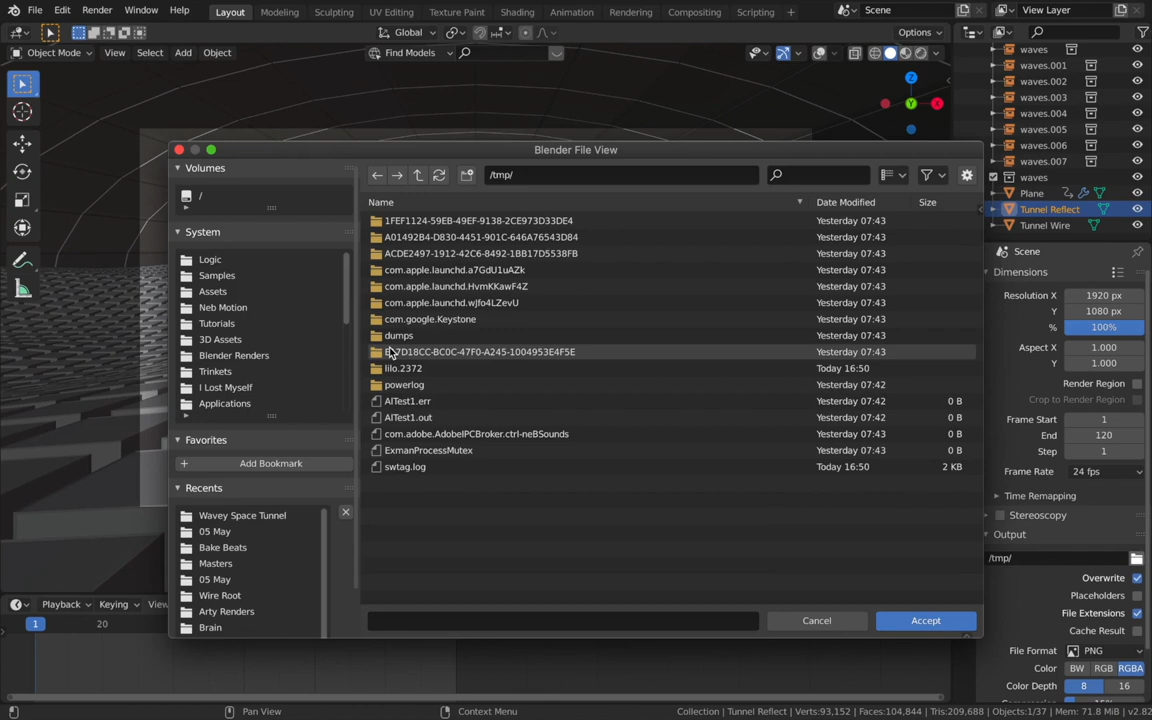 File Edit Render Window Help Layout Modeling Sculpting UV Editing Texture Paint Shading Animation Rendering Compositing Scripting + Scene View Layer
Global Options
Object Mode View Select Add Object Find Models
Z
Y X
waves
waves.001
waves.002
waves.003
waves.004
waves.005
waves.006
waves.007
waves
Plane
Tunnel Reflect
Tunnel Wire
Blender File View
Volumes
/
System
Logic
Samples
Assets
Neb Motion
Tutorials
3D Assets
Blender Renders
Trinkets
I Lost Myself
Applications
Favorites
Add Bookmark
Recents
Wavey Space Tunnel
05 May
Bake Beats
Masters
05 May
Wire Root
Arty Renders
Brain
/tmp/
Name Date Modified Size
1FEF1124-59EB-49EF-9138-2CE973D33DE4 Yesterday 07:43
A01492B4-D830-4451-901C-646A76543D84 Yesterday 07:43
ACDE2497-1912-42C6-8492-1BB17D5538FB Yesterday 07:43
com.apple.launchd.a7GdU1uAZk Yesterday 07:43
com.apple.launchd.HvmKKawF4Z Yesterday 07:43
com.apple.launchd.wJfo4LZevU Yesterday 07:43
com.google.Keystone Yesterday 07:43
dumps Yesterday 07:43
Yesterday 07:43
lilo.2372 Today 16:50
powerlog Yesterday 07:42
AlTest1.err Yesterday 07:42 0 B
AlTest1.out Yesterday 07:42 0 B
com.adobe.AdobeIPCBroker.ctrl-neBSounds Yesterday 07:43 0 B
ExmanProcessMutex Yesterday 07:43 0 B
swtag.log Today 16:50 2 KB
Cancel Accept
Scene
Dimensions
Resolution X 1920 px
Y 1080 px
% 100%
Aspect X 1.000
Y 1.000
Render Region
Crop to Render Region
Frame Start 1
End 120
Step 1
Frame Rate 24 fps
Time Remapping
Stereoscopy
Output
/tmp/
Overwrite
Placeholders
File Extensions
Cache Result
File Format PNG
Color BW RGB RGBA
Color Depth 8 16
Playback Keying View
1 20
Pan View Context Menu Collection | Tunnel Reflect | Verts:93,152 | Faces:104,844 | Tris:209,688 | Objects:1/37 | Mem: 71.8 MiB | v2.82